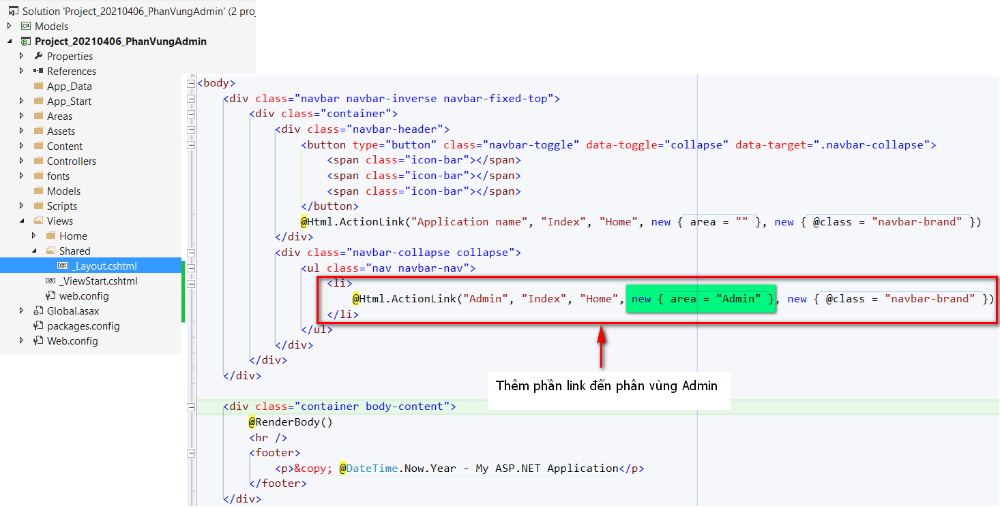 Solution 'Project_20210406_PhanVungAdmin' (2 proj
Models
Project_20210406_PhanVungAdmin
Properties
References
App_Data
App_Start
Areas
Assets
Content
Controllers
fonts
Models
Scripts
Views
Home
Shared
_Layout.cshtml
_ViewStart.cshtml
web.config
Global.asax
packages.config
Web.config
<body>
<div class="navbar navbar-inverse navbar-fixed-top">
<div class="container">
<div class="navbar-header">
<button type="button" class="navbar-toggle" data-toggle="collapse" data-target=".navbar-collapse">
<span class="icon-bar"></span>
<span class="icon-bar"></span>
<span class="icon-bar"></span>
</button>
@Html.ActionLink("Application name", "Index", "Home", new { area = "" }, new { @class = "navbar-brand" })
</div>
<div class="navbar-collapse collapse">
<ul class="nav navbar-nav">
<li>
@Html.ActionLink("Admin", "Index", "Home", new { area = "Admin" }, new { @class = "navbar-brand" })
</li>
</ul>
</div>
</div>
</div>
Thêm phần link đến phân vùng Admin
<div class="container body-content">
@RenderBody()
<hr />
<footer>
<p>&copy; @DateTime.Now.Year - My ASP.NET Application</p>
</footer>
</div>